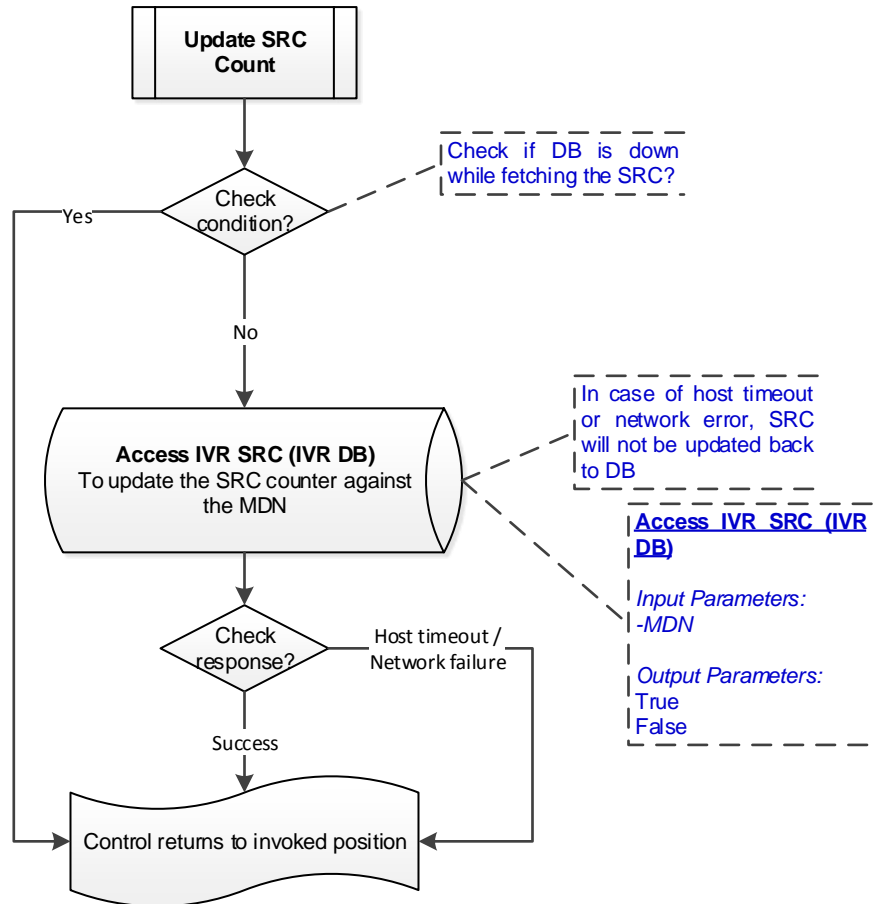 Update SRC
Count
Check if DB is down
while fetching the SRC?
Check
condition?
Yes
No
In case of host timeout
or network error, SRC
will not be updated back
to DB
Access IVR SRC (IVR DB)
To update the SRC counter against
the MDN
Access IVR SRC (IVR
DB)
Input Parameters:
-MDN
Output Parameters:
True
False
Check
response?
Host timeout /
Network failure
Success
Control returns to invoked position